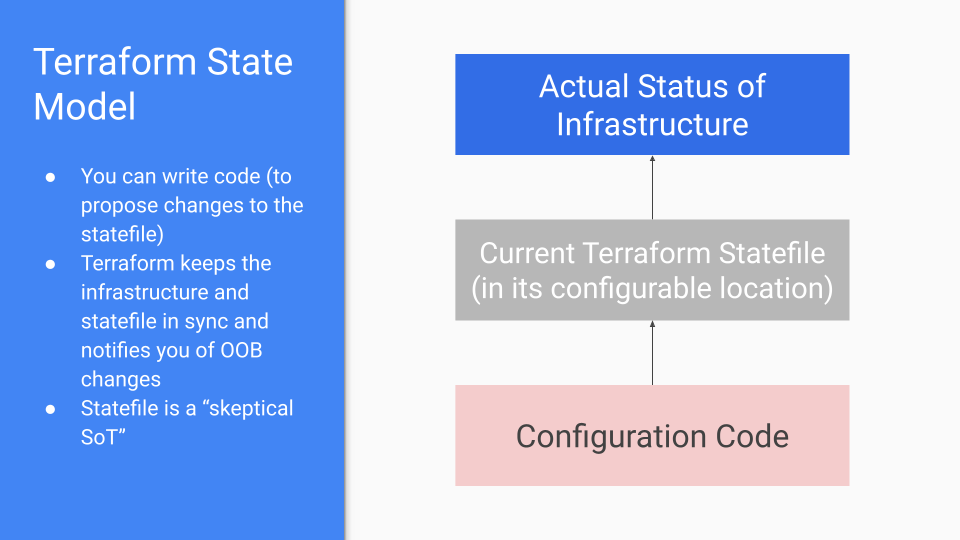 Terraform State
Model
● You can write code (to
propose changes to the
statefile)
● Terraform keeps the
infrastructure and
statefile in sync and
notifies you of OOB
changes
● Statefile is a “skeptical
SoT”
Actual Status of
Infrastructure
Current Terraform Statefile
(in its configurable location)
Configuration Code